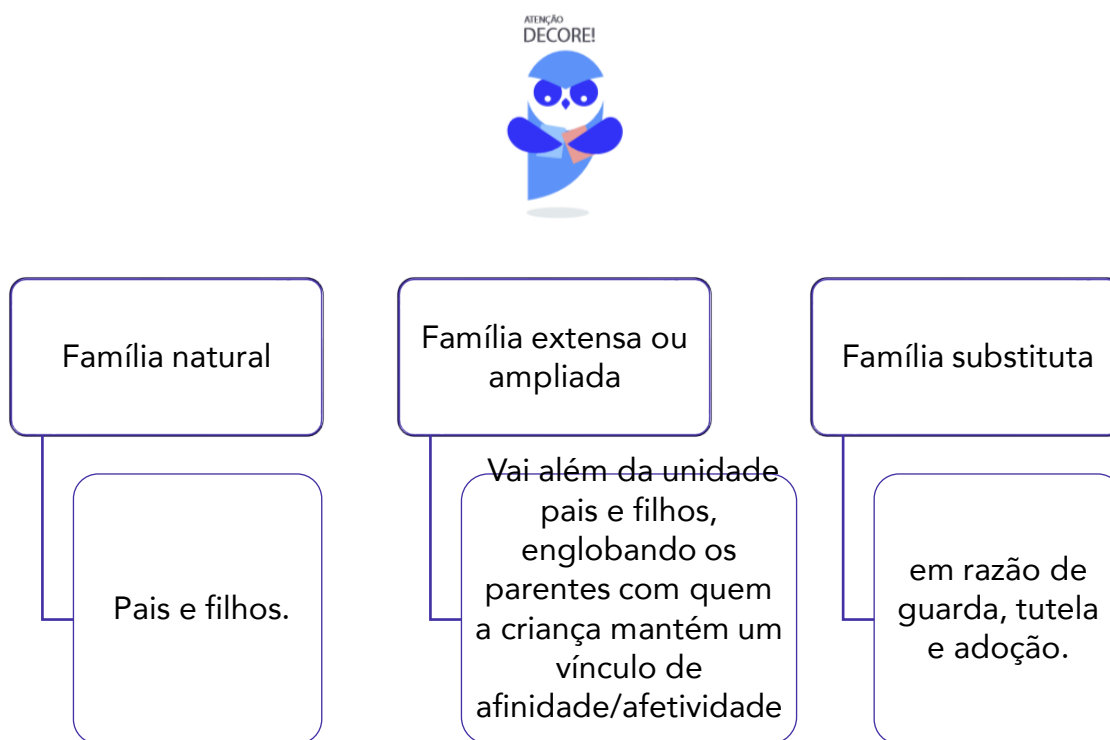 ATENÇÃO
DECORE!
Família natural
Pais e filhos.
Família extensa ou
ampliada
Vai além da unidade
pais e filhos,
englobando os
parentes com quem
a criança mantém um
vínculo de
afinidade/afetividade
Família substituta
em razão de
guarda, tutela
e adoção.